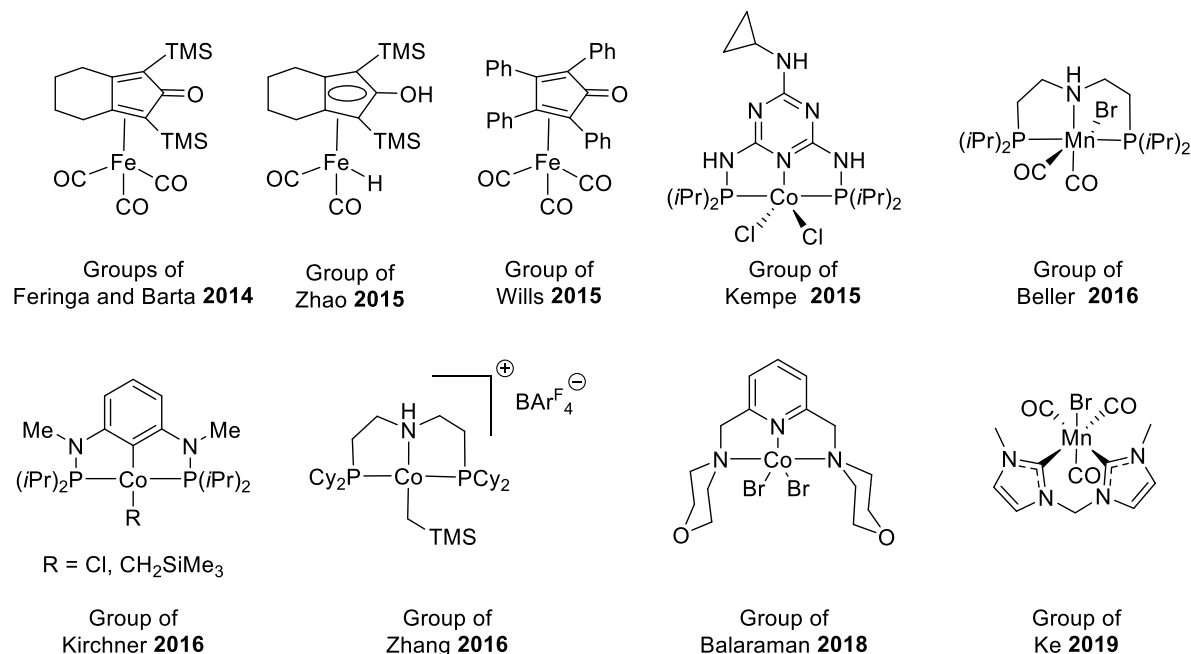 TMS
O
TMS
Fe
OC
CO
CO
Groups of
Feringa and Barta 2014
TMS
OH
TMS
Fe
OC
H
CO
Group of
Zhao 2015
Ph
Ph
O
Ph
Ph
Fe
OC
CO
CO
Group of
Wills 2015
NH
N
N
HN
N
NH
(iPr)₂P
Co
P(iPr)₂
Cl
Cl
Group of
Kempe 2015
H
N
Br
(iPr)₂P
Mn
P(iPr)₂
OC
CO
Group of
Beller 2016
Me
N
N
Me
(iPr)₂P
Co
P(iPr)₂
R
R = Cl, CH₂SiMe₃
Group of
Kirchner 2016
H
N
Cy₂P
Co
PCy₂
TMS
⊕
BArF₄⊖
Group of
Zhang 2016
N
N
Co
N
Br
Br
O
O
Group of
Balaraman 2018
OC
Br
CO
Mn
CO
N
N
N
N
Group of
Ke 2019